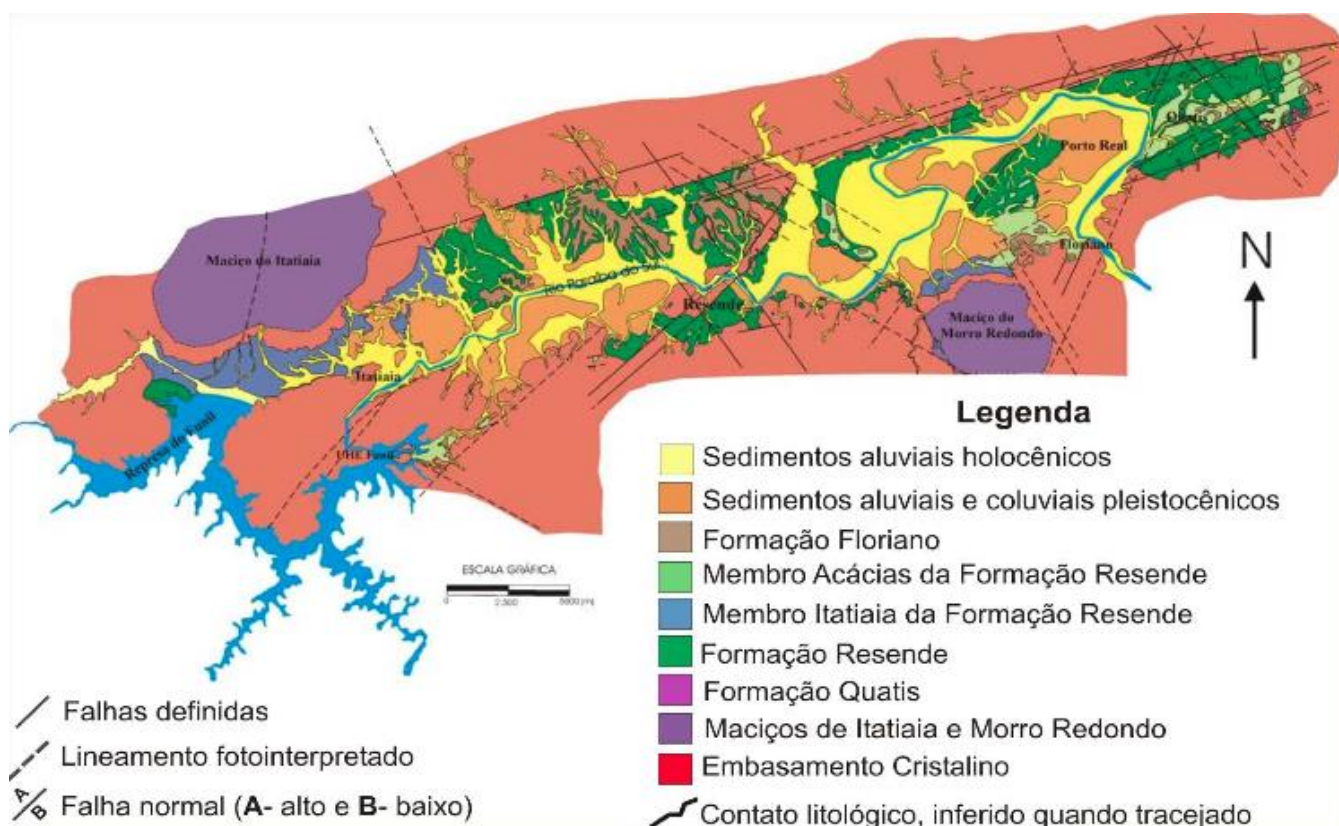 Porto Real
Maciço do Itatiaia
Rio Paraíba do Sul
Floriano
N
Resende
Maciço do
Morro Redondo
Itatiaia
Represa do Funil
UHE Funil
Legenda
Sedimentos aluviais holocênicos
Sedimentos aluviais e coluviais pleistocênicos
Formação Floriano
Membro Acácias da Formação Resende
Membro Itatiaia da Formação Resende
Formação Resende
Formação Quatis
Maciços de Itatiaia e Morro Redondo
Embasamento Cristalino
Contato litológico, inferido quando tracejado
ESCALA GRÁFICA
0 2.500
Falhas definidas
Lineamento fotointerpretado
A
B
Falha normal (A- alto e B- baixo)